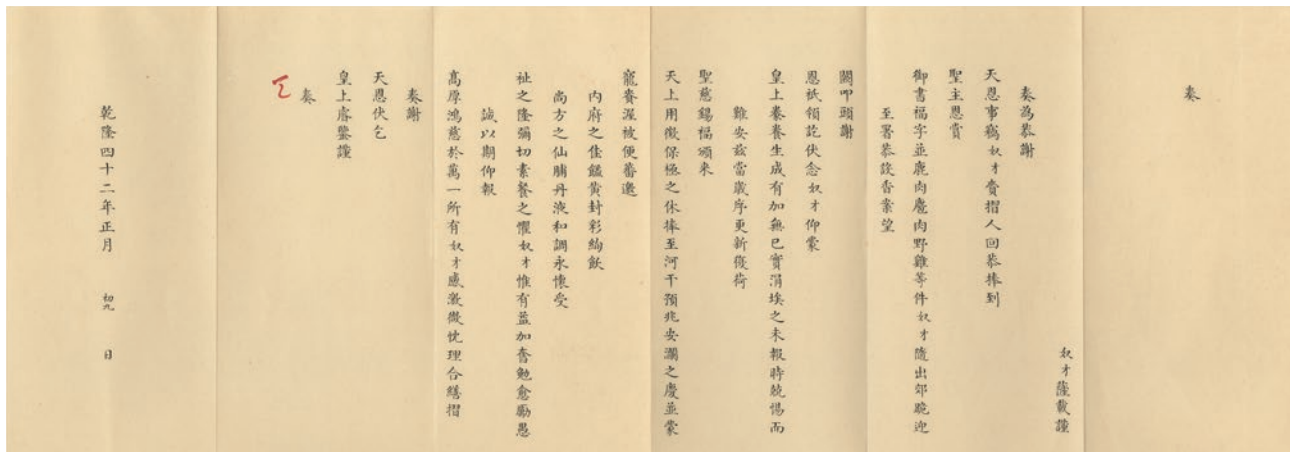 奏
奴才薩載謹
奏為恭謝
天恩事竊奴才賫摺人回恭捧到
聖主恩賞
御書福字並鹿肉麅肉野雞等件奴才隨出郊跪迎
至署恭設香案望
闕叩頭謝
恩祇領訖伏念奴才仰蒙
皇上豢養生成有加無已實涓埃之未報時兢惕而
難安茲當歲序更新復荷
聖慈錫福頒來
天上用徵保極之休捧至河干預兆安瀾之慶並蒙
寵賚渥被便蕃邀
內府之佳饈黃封彩絢飫
尚方之仙脯丹液和調永懷受
祉之隆彌切素餐之懼奴才惟有益加奮勉愈勵愚
誠以期仰報
高厚鴻慈於萬一所有奴才感激微忱理合繕摺
奏謝
天恩伏乞
皇上睿鑒謹
奏
乾隆四十二年正月 初九 日